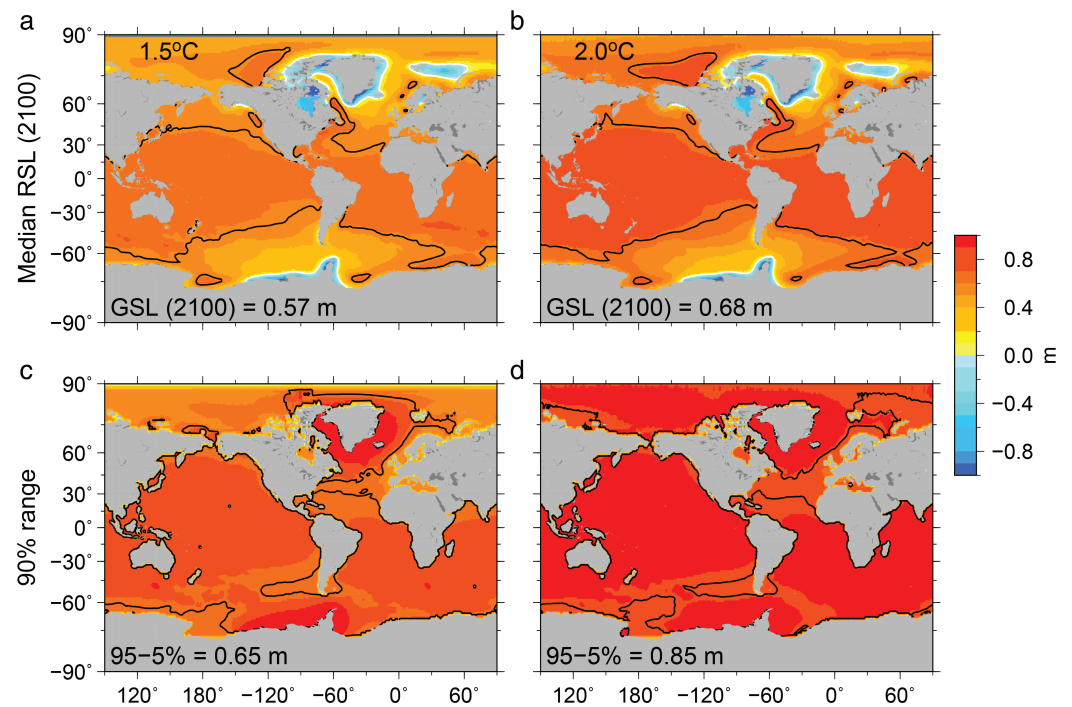 a
b
1.5°C
2.0°C
Median RSL (2100)
90°
60°
30°
0°
−30°
−60°
−90°
GSL (2100) = 0.57 m
GSL (2100) = 0.68 m
0.8
0.4
0.0
−0.4
−0.8
m
c
d
90% range
90°
60°
30°
0°
−30°
−60°
−90°
95−5% = 0.65 m
95−5% = 0.85 m
120° 180° −120° −60° 0° 60°
120° 180° −120° −60° 0° 60°